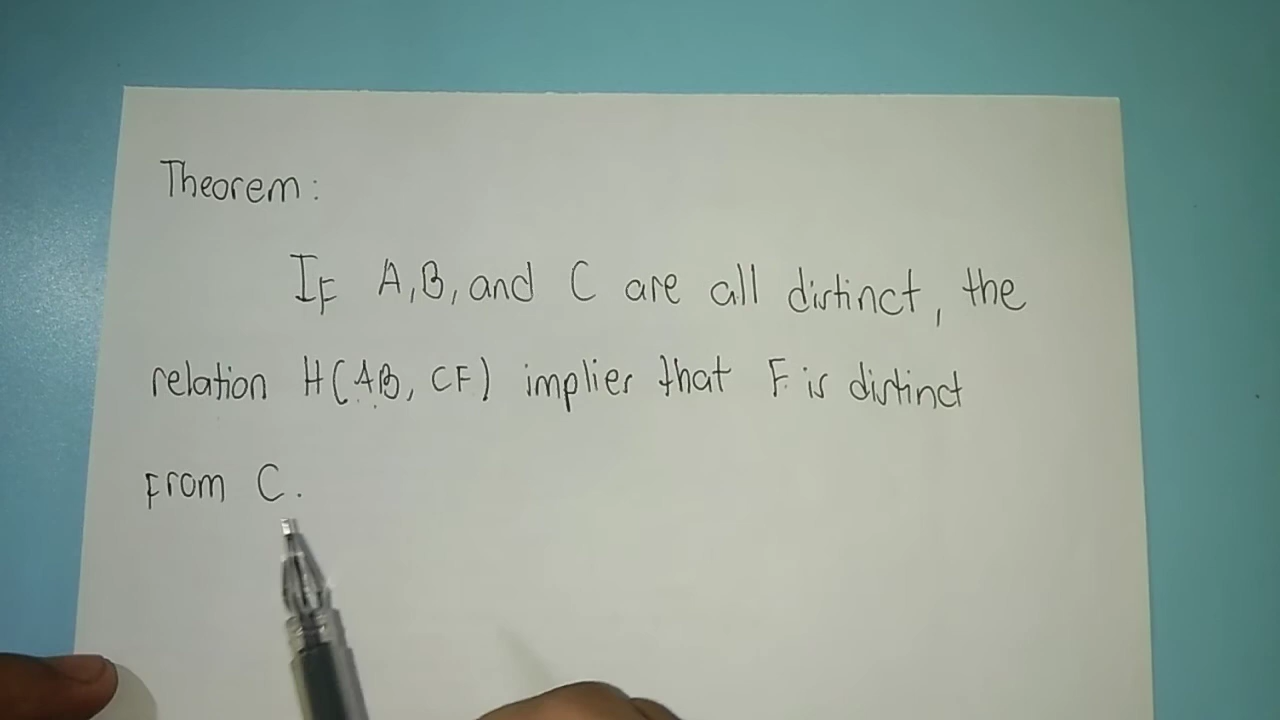 Theorem:
If A, B, and C are all distinct, the
relation H(AB, CF) implies that F is distinct
from C.